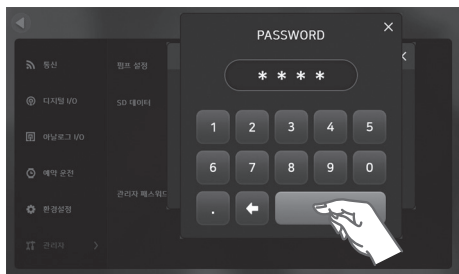 PASSWORD
* * * *
통신
펌프 설정
디지털 I/O
SD 데이터
아날로그 I/O
예약 운전
관리자 패스워드
환경설정
관리자
1 2 3 4 5
6 7 8 9 0
.